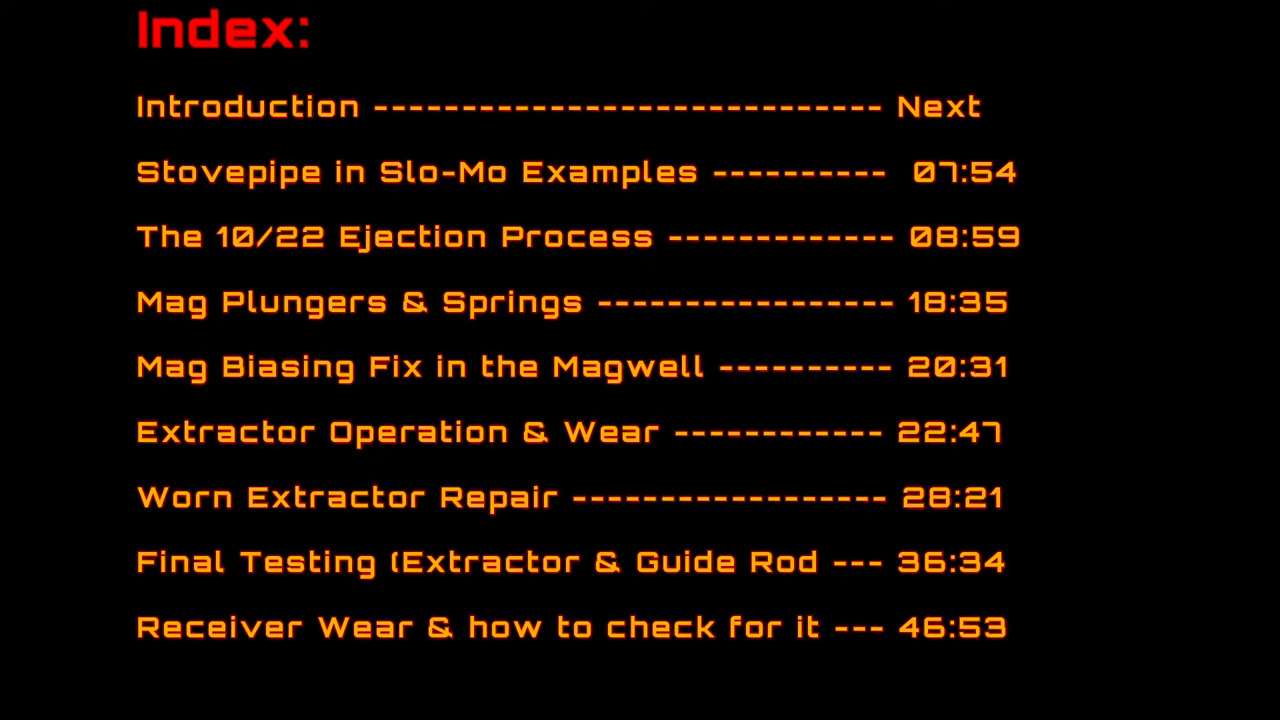 Index:
Introduction ---------------------------- Next
Stovepipe in Slo-Mo Examples ---------- 07:54
The 10/22 Ejection Process ------------- 08:59
Mag Plungers & Springs ----------------- 18:35
Mag Biasing Fix in the Magwell ---------- 20:31
Extractor Operation & Wear ------------ 22:47
Worn Extractor Repair ------------------ 28:21
Final Testing (Extractor & Guide Rod --- 36:34
Receiver Wear & how to check for it --- 46:53